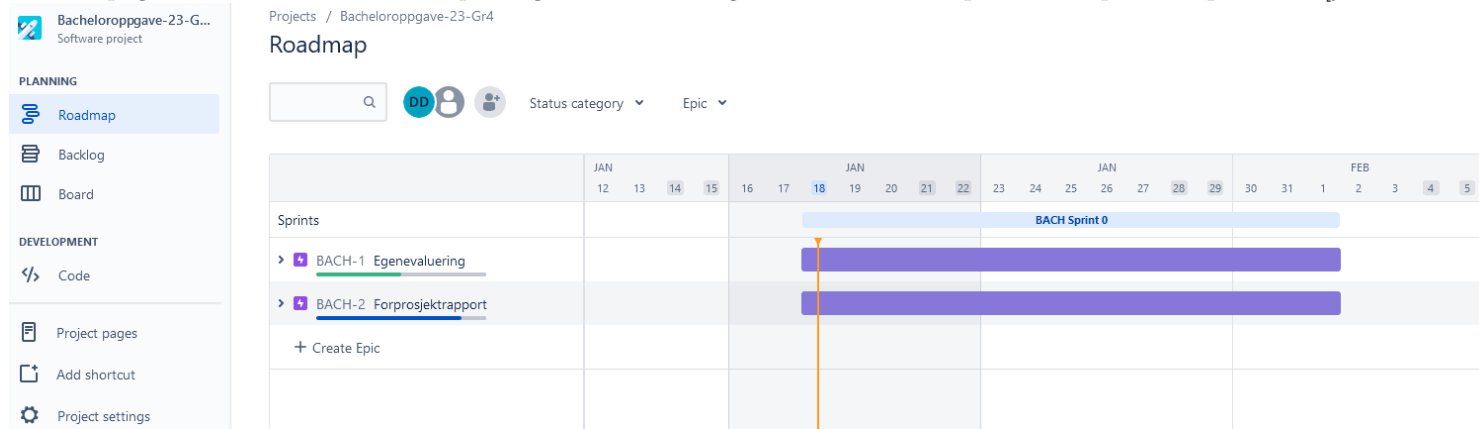 Bacheloroppgave-23-G...
Software project
PLANNING
Roadmap
Backlog
Board
DEVELOPMENT
Code
Project pages
Add shortcut
Project settings
Projects / Bacheloroppgave-23-Gr4
Roadmap
DD Status category Epic
JAN JAN JAN FEB
12 13 14 15 16 17 18 19 20 21 22 23 24 25 26 27 28 29 30 31 1 2 3 4 5
Sprints BACH Sprint 0
BACH-1 Egenevaluering
BACH-2 Forprosjektrapport
+ Create Epic